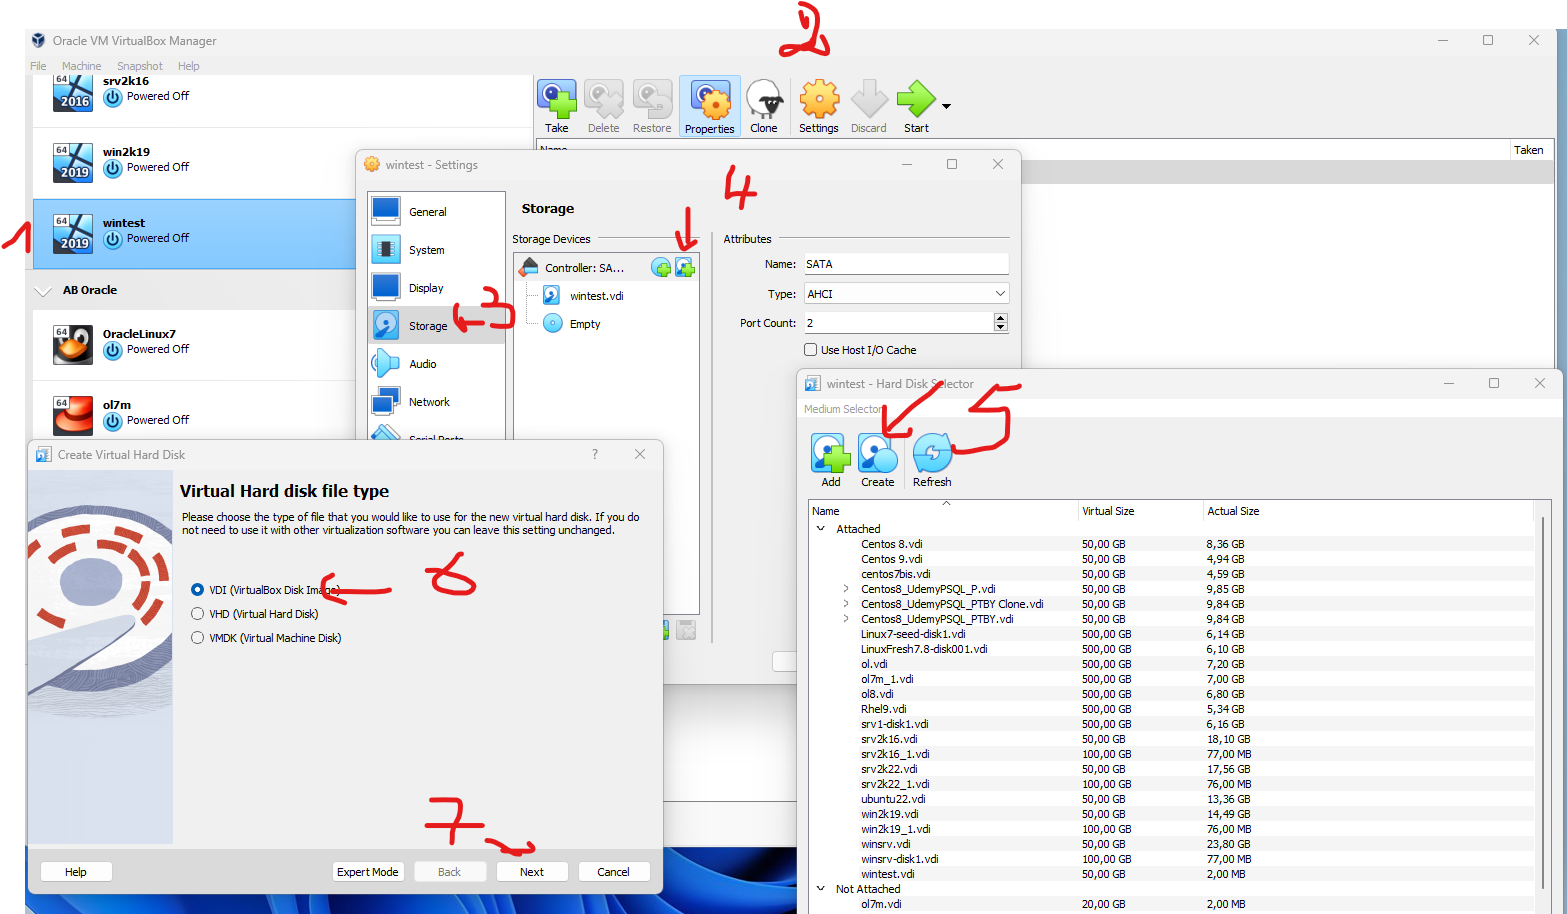 2
Oracle VM VirtualBox Manager
File Machine Snapshot Help
64 2016 srv2k16
Powered Off
64 2019 win2k19
Powered Off
1
64 2019 wintest
Powered Off
AB Oracle
64 OracleLinux7
Powered Off
64 ol7m
Powered Off
Take Delete Restore Properties Clone Settings Discard Start
Name Taken
wintest - Settings
4
General
System
Display
Storage
3
Audio
Network
Serial Ports
Storage
Storage Devices
Controller: SA...
wintest.vdi
Empty
Attributes
Name: SATA
Type: AHCI
Port Count: 2
Use Host I/O Cache
Create Virtual Hard Disk
?
Virtual Hard disk file type
Please choose the type of file that you would like to use for the new virtual hard disk. If you do
not need to use it with other virtualization software you can leave this setting unchanged.
6
VDI (VirtualBox Disk Image)
VHD (Virtual Hard Disk)
VMDK (Virtual Machine Disk)
7
Help Expert Mode Back Next Cancel
wintest - Hard Disk Selector
Medium Selector
5
Add Create Refresh
Name Virtual Size Actual Size
Attached
Centos 8.vdi 50,00 GB 8,36 GB
Centos 9.vdi 50,00 GB 4,94 GB
centos7bis.vdi 50,00 GB 4,59 GB
Centos8_UdemyPSQL_P.vdi 50,00 GB 9,85 GB
Centos8_UdemyPSQL_PTBY Clone.vdi 50,00 GB 9,84 GB
Centos8_UdemyPSQL_PTBY.vdi 50,00 GB 9,84 GB
Linux7-seed-disk1.vdi 500,00 GB 6,14 GB
LinuxFresh7.8-disk001.vdi 500,00 GB 6,10 GB
ol.vdi 500,00 GB 7,20 GB
ol7m_1.vdi 500,00 GB 7,00 GB
ol8.vdi 500,00 GB 6,80 GB
Rhel9.vdi 500,00 GB 5,34 GB
srv1-disk1.vdi 500,00 GB 6,16 GB
srv2k16.vdi 50,00 GB 18,10 GB
srv2k16_1.vdi 100,00 GB 77,00 MB
srv2k22.vdi 50,00 GB 17,56 GB
srv2k22_1.vdi 100,00 GB 76,00 MB
ubuntu22.vdi 50,00 GB 13,36 GB
win2k19.vdi 50,00 GB 14,49 GB
win2k19_1.vdi 100,00 GB 76,00 MB
winsrv.vdi 50,00 GB 23,80 GB
winsrv-disk1.vdi 100,00 GB 77,00 MB
wintest.vdi 50,00 GB 2,00 MB
Not Attached
ol7m.vdi 20,00 GB 2,00 MB